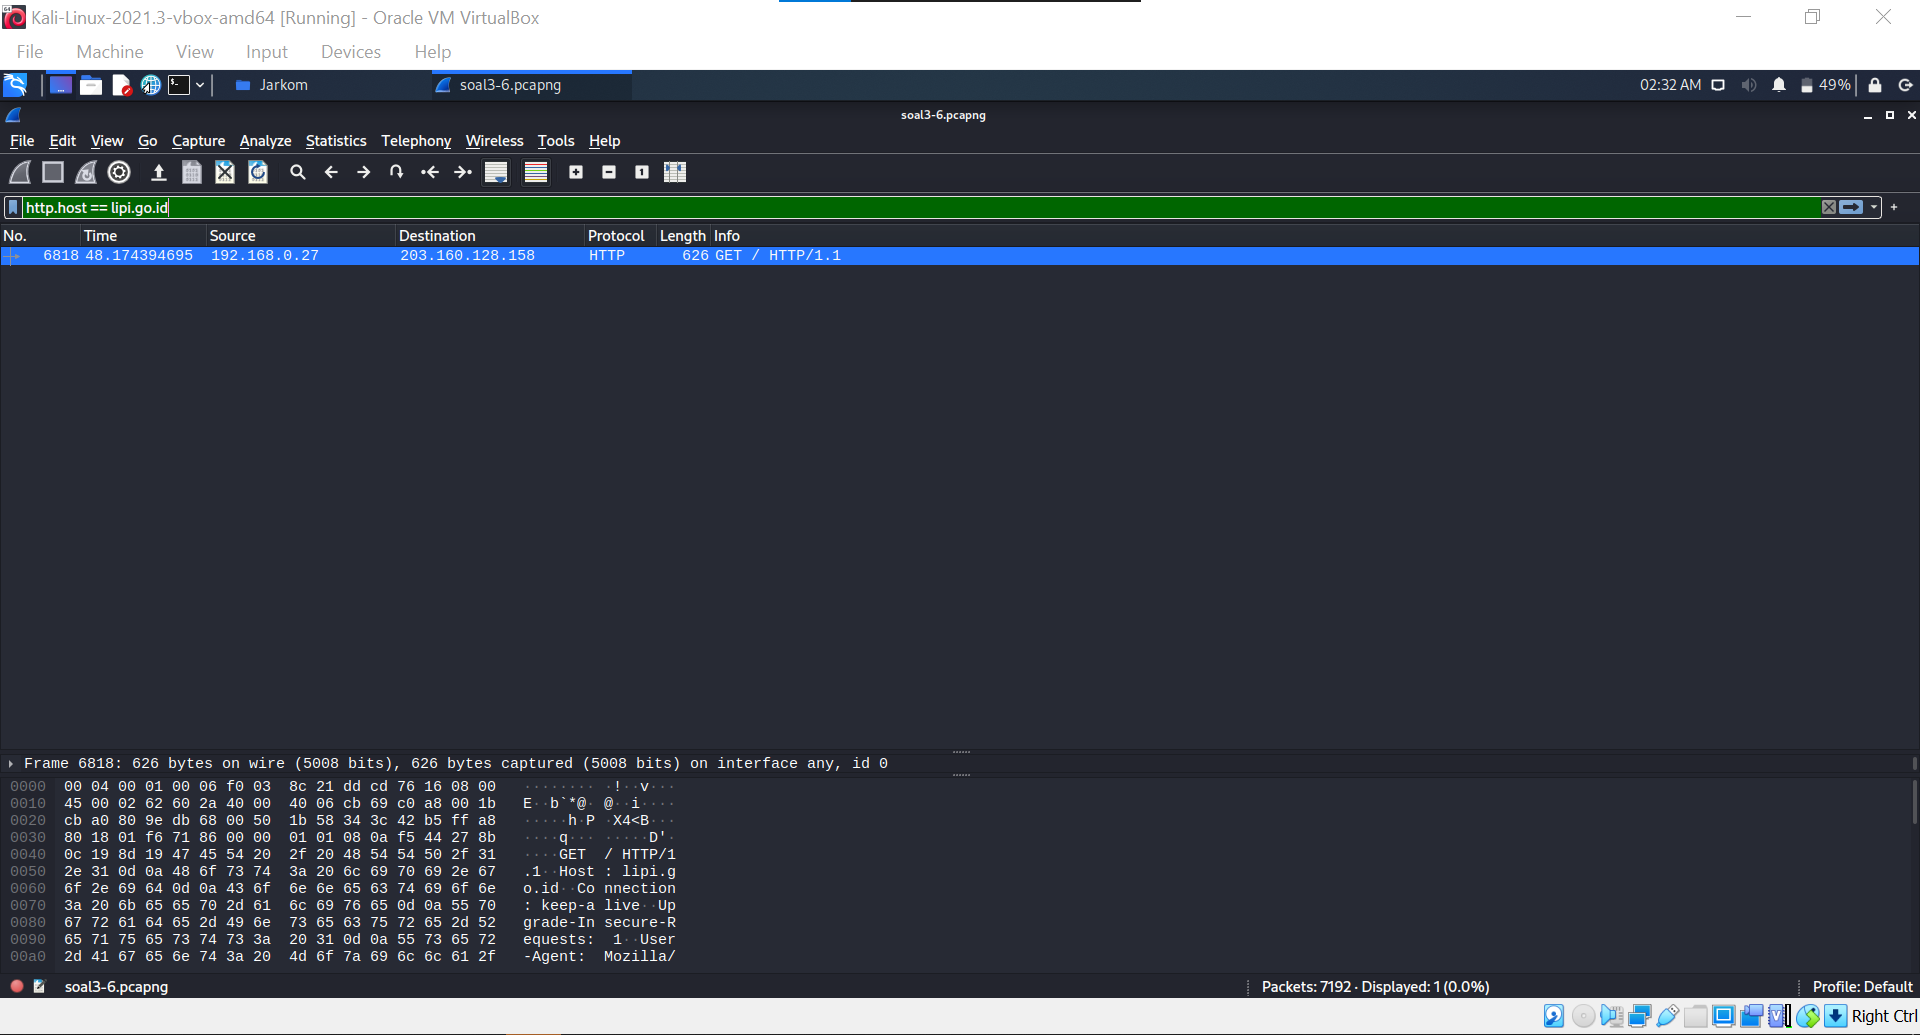 Kali-Linux-2021.3-vbox-amd64 [Running] - Oracle VM VirtualBox
File Machine View Input Devices Help
Jarkom soal3-6.pcapng 02:32 AM 49%
soal3-6.pcapng
File Edit View Go Capture Analyze Statistics Telephony Wireless Tools Help
http.host == lipi.go.id
No. Time Source Destination Protocol Length Info
6818 48.174394695 192.168.0.27 203.160.128.158 HTTP 626 GET / HTTP/1.1
Frame 6818: 626 bytes on wire (5008 bits), 626 bytes captured (5008 bits) on interface any, id 0
0000 00 04 00 01 00 06 f0 03 8c 21 dd cd 76 16 08 00 ········ ·!··v···
0010 45 00 02 62 60 2a 40 00 40 06 cb 69 c0 a8 00 1b E··b`*@· @··i····
0020 cb a0 80 9e db 68 00 50 1b 58 34 3c 42 b5 ff a8 ·····h·P ·X4<B···
0030 80 18 01 f6 71 86 00 00 01 01 08 0a f5 44 27 8b ····q··· ·····D'·
0040 0c 19 8d 19 47 45 54 20 2f 20 48 54 54 50 2f 31 ····GET / HTTP/1
0050 2e 31 0d 0a 48 6f 73 74 3a 20 6c 69 70 69 2e 67 .1··Host : lipi.g
0060 6f 2e 69 64 0d 0a 43 6f 6e 6e 65 63 74 69 6f 6e o.id··Co nnection
0070 3a 20 6b 65 65 70 2d 61 6c 69 76 65 0d 0a 55 70 : keep-a live··Up
0080 67 72 61 64 65 2d 49 6e 73 65 63 75 72 65 2d 52 grade-In secure-R
0090 65 71 75 65 73 74 73 3a 20 31 0d 0a 55 73 65 72 equests: 1··User
00a0 2d 41 67 65 6e 74 3a 20 4d 6f 7a 69 6c 6c 61 2f -Agent: Mozilla/
soal3-6.pcapng Packets: 7192 · Displayed: 1 (0.0%) Profile: Default
Right Ctrl